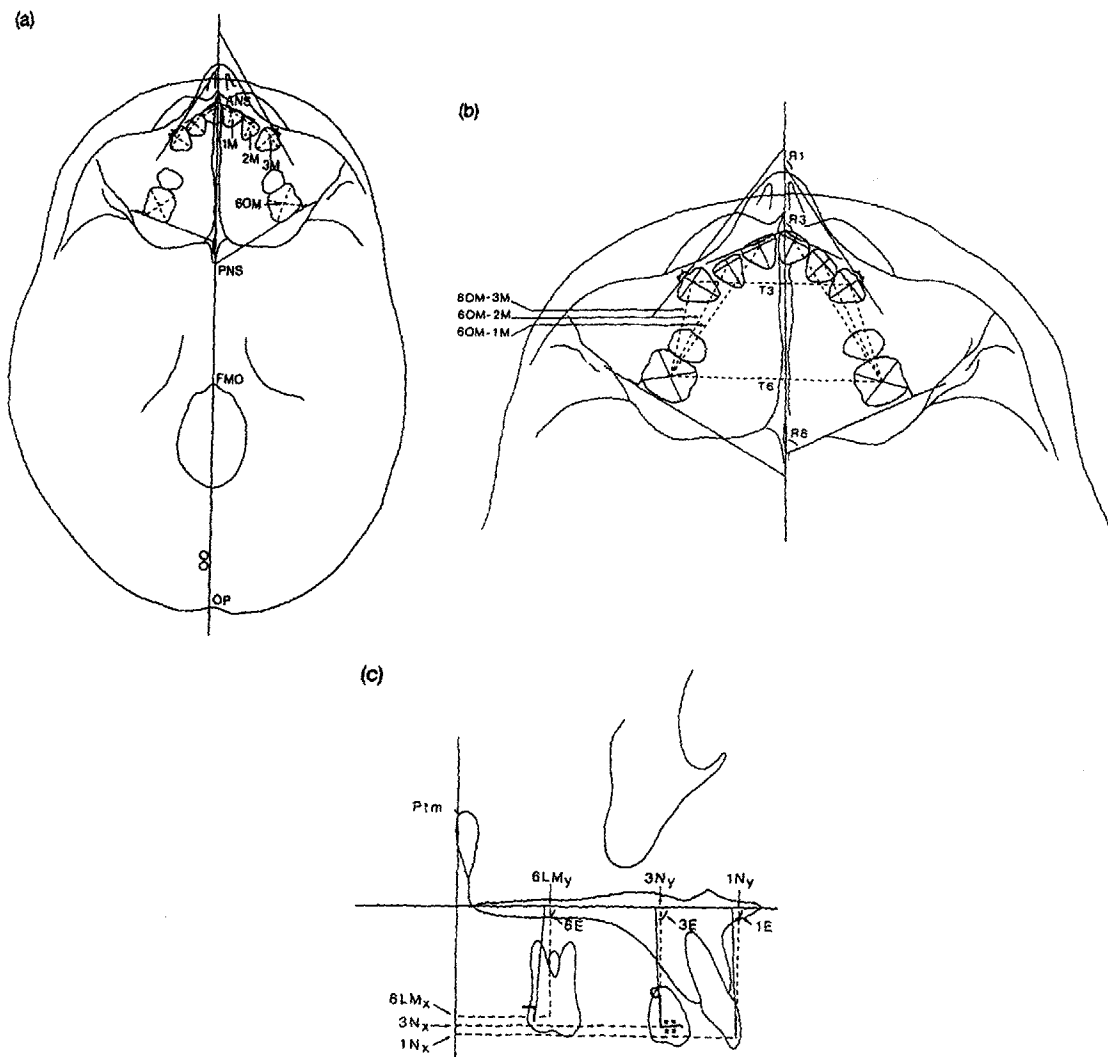 (a)
ANS
1M
2M
3M
6OM
PNS
FMO
OP
(b)
R1
R3
T3
6OM-3M
6OM-2M
6OM-1M
T6
R6
(c)
Ptm
6LMy
3Ny
1Ny
6E
3E
1E
6LMx
3Nx
1Nx